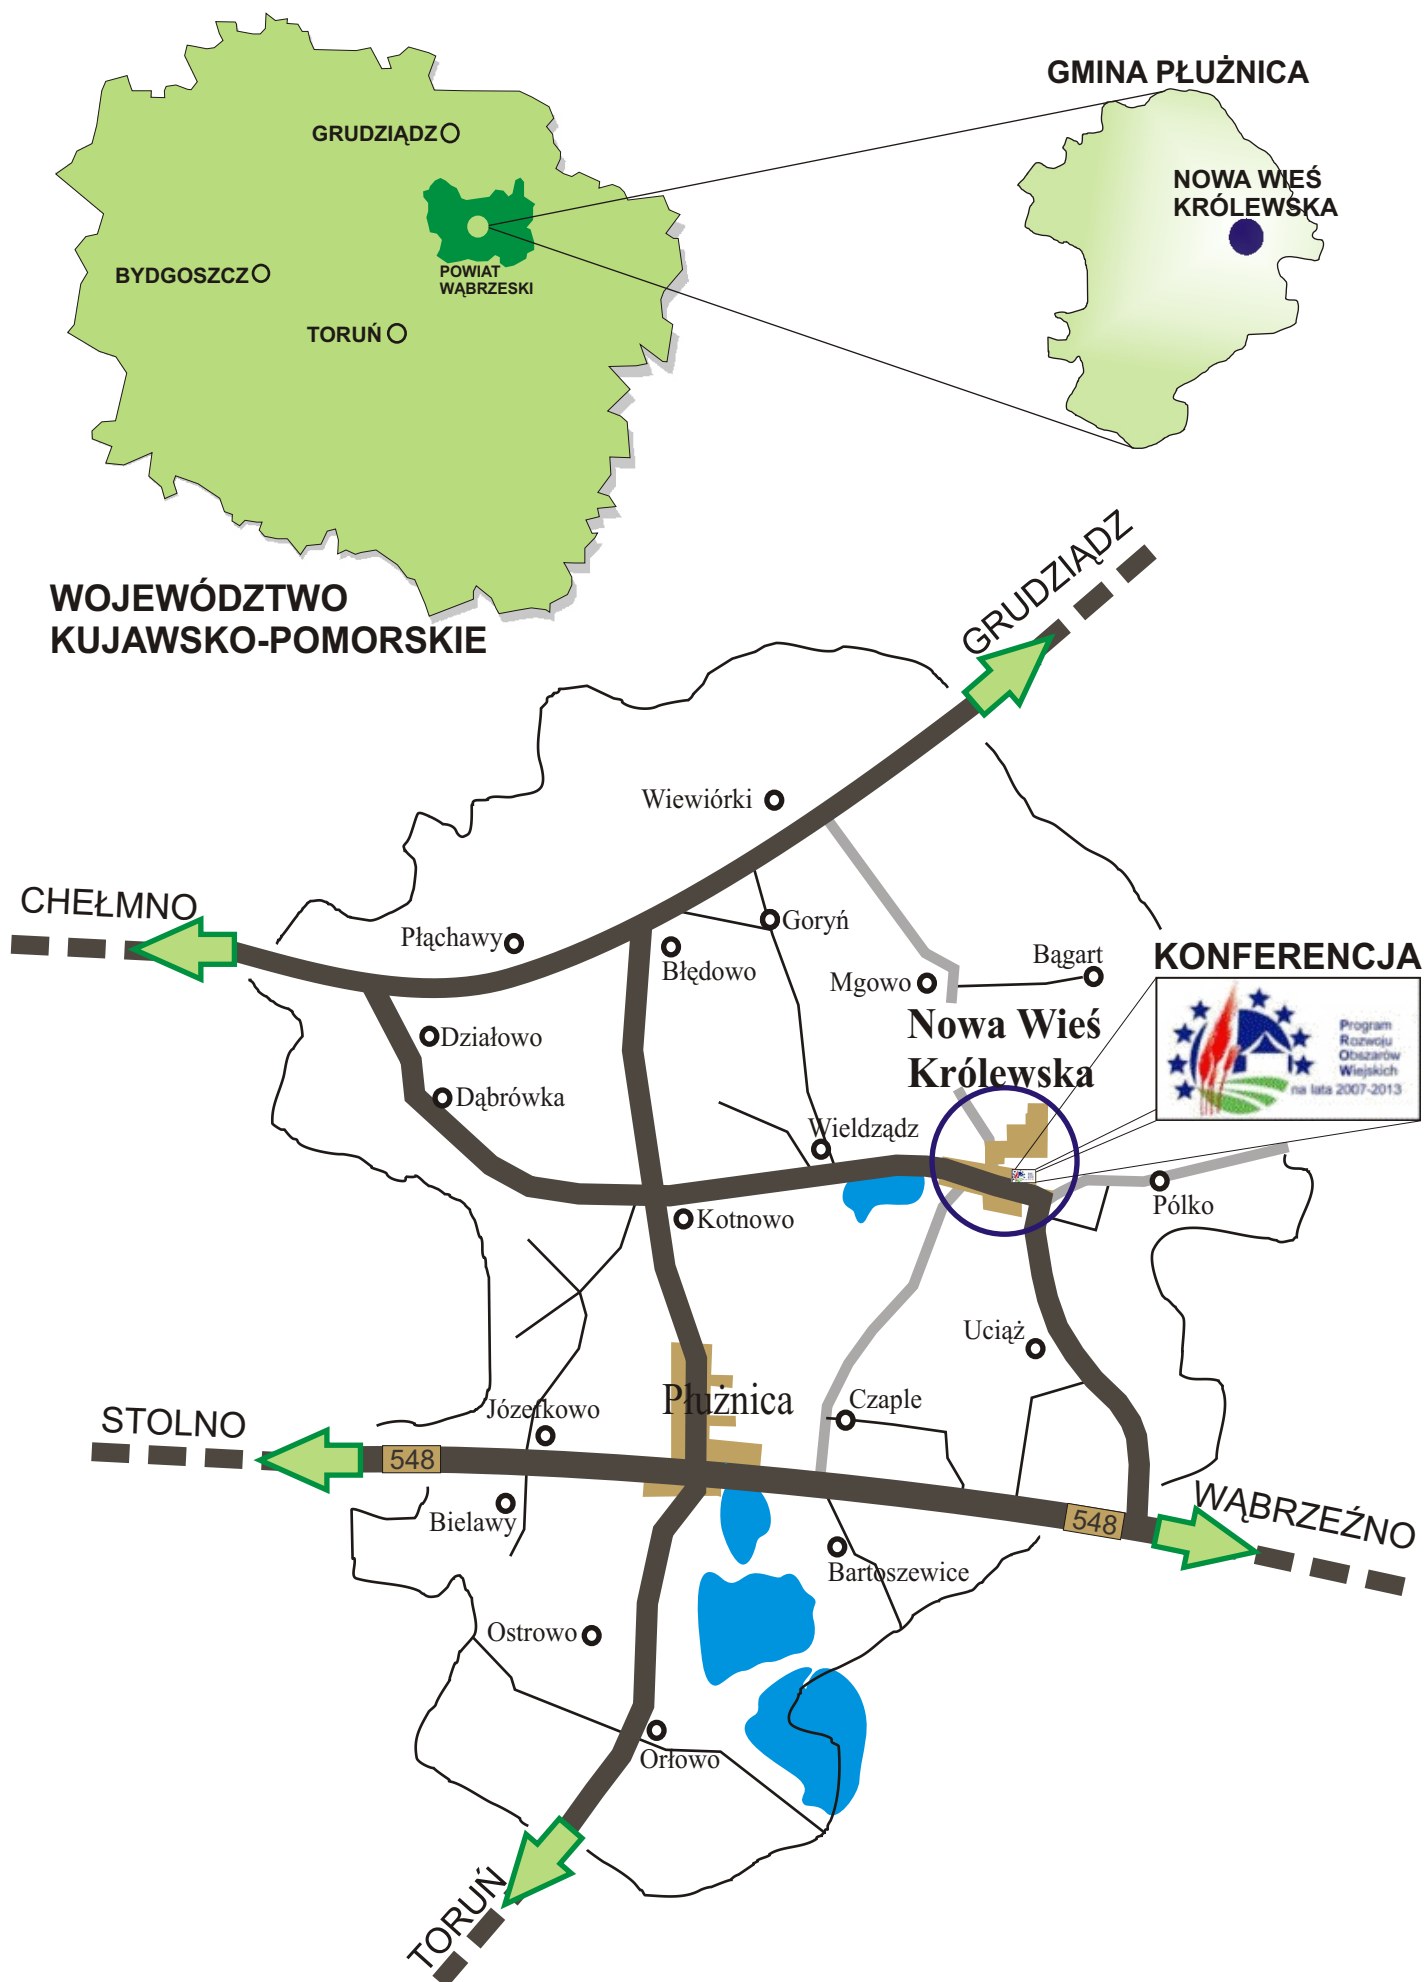 GMINA PŁUŻNICA
GRUDZIĄDZ
NOWA WIEŚ
KRÓLEWSKA
BYDGOSZCZ
POWIAT
WĄBRZESKI
TORUŃ
WOJEWÓDZTWO
KUJAWSKO-POMORSKIE
GRUDZIĄDZ
Wiewiórki
CHEŁMNO
Płąchawy
Goryń
Błędowo
Mgowo
Bągart
KONFERENCJA
Program
Rozwoju
Obszarów
Wiejskich
na lata 2007-2013
Nowa Wieś
Królewska
Działowo
Dąbrówka
Wieldządz
Pólko
Kotnowo
Uciąż
Płużnica
Czaple
Józefkowo
STOLNO
548
Bielawy
548
WĄBRZEŹNO
Bartoszewice
Ostrowo
Orłowo
TORUŃ